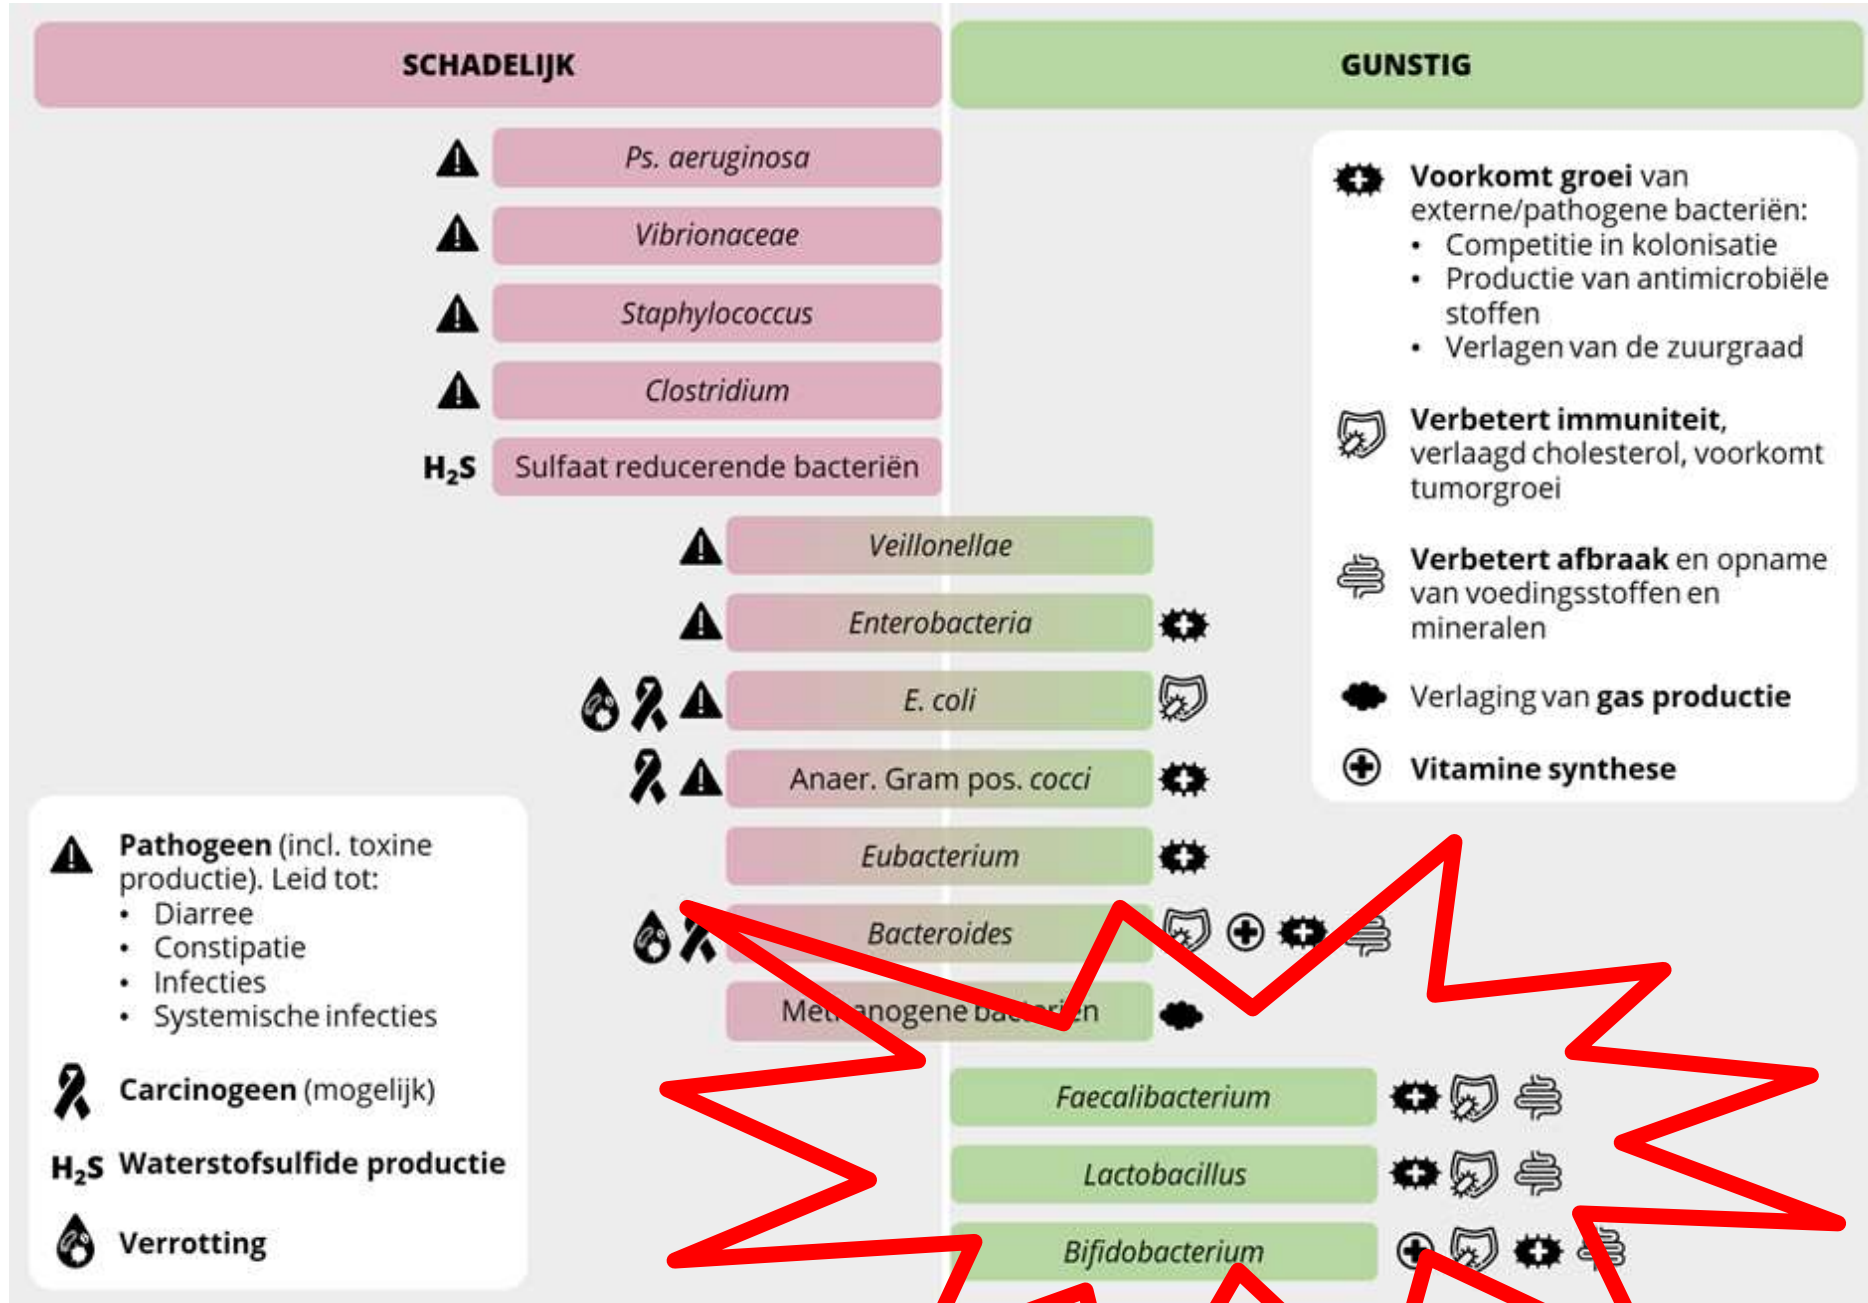 SCHADELIJK
GUNSTIG
Ps. aeruginosa
Vibrionaceae
Staphylococcus
Clostridium
H₂S Sulfaat reducerende bacteriën
Veillonellae
Enterobacteria
E. coli
Anaer. Gram pos. cocci
Eubacterium
Bacteroides
Methanogene bacteriën
Faecalibacterium
Lactobacillus
Bifidobacterium
Voorkomt groei van
externe/pathogene bacteriën:
• Competitie in kolonisatie
• Productie van antimicrobiële
stoffen
• Verlagen van de zuurgraad
Verbetert immuniteit,
verlaagd cholesterol, voorkomt
tumorgroei
Verbetert afbraak en opname
van voedingsstoffen en
mineralen
Verlaging van gas productie
Vitamine synthese
Pathogeen (incl. toxine
productie). Leid tot:
• Diarree
• Constipatie
• Infecties
• Systemische infecties
Carcinogeen (mogelijk)
H₂S Waterstofsulfide productie
Verrotting